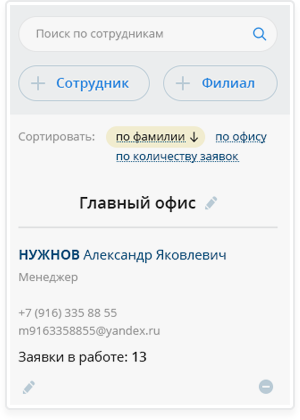 Поиск по сотрудникам
+ Сотрудник
+ Филиал
Сортировать: по фамилии ↓ по офису
по количеству заявок
Главный офис
НУЖНОВ Александр Яковлевич
Менеджер
+7 (916) 335 88 55
m9163358855@yandex.ru
Заявки в работе: 13